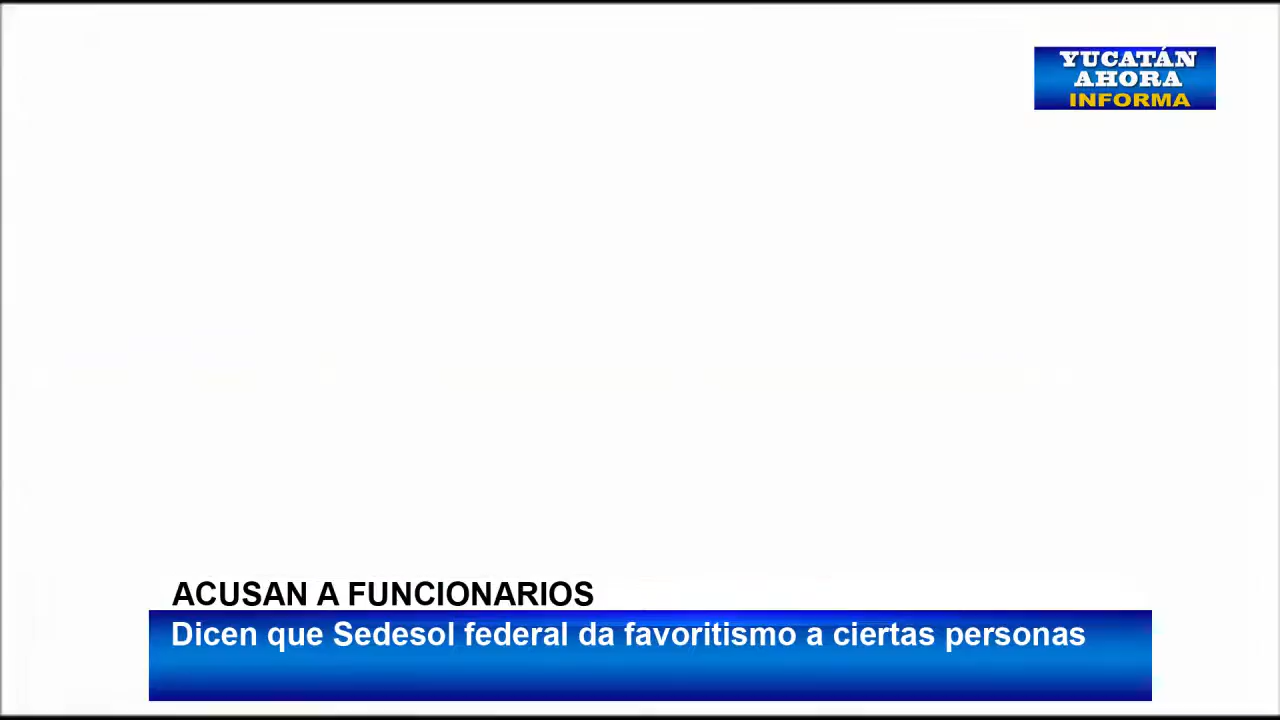 YUCATÁN
AHORA
INFORMA
ACUSAN A FUNCIONARIOS
Dicen que Sedesol federal da favoritismo a ciertas personas